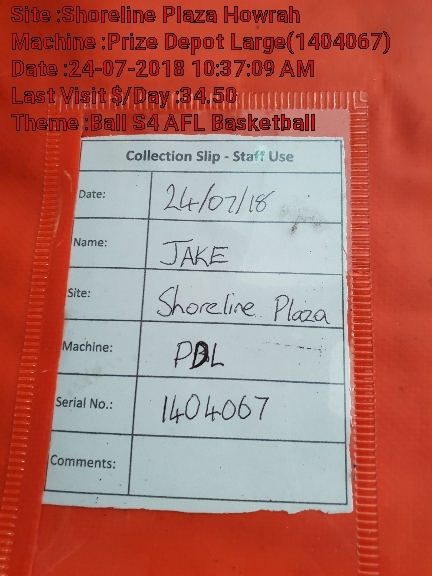 Site :Shoreline Plaza Howrah
Machine :Prize Depot Large(1404067)
Date :24-07-2018 10:37:09 AM
Last Visit $/Day :34.50
Theme :Ball S4 AFL Basketball
Collection Slip - Staff Use
Date: 24/07/18
Name: JAKE
Site: Shoreline Plaza
Machine: PDL
Serial No.: 1404067
Comments: